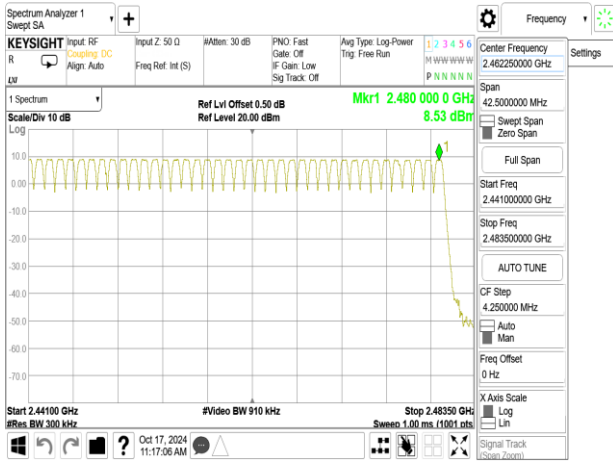 Spectrum Analyzer 1
Swept SA
+
Frequency
KEYSIGHT
R
Input: RF
Coupling: DC
Align: Auto
Input Z: 50 Ω
Freq Ref: Int (S)
#Atten: 30 dB
PNO: Fast
Gate: Off
IF Gain: Low
Sig Track: Off
Avg Type: Log-Power
Trig: Free Run
1 2 3 4 5 6
M W W W W W
P N N N N N
1 Spectrum
Scale/Div 10 dB
Log
Ref Lvl Offset 0.50 dB
Ref Level 20.00 dBm
Mkr1 2.480 000 0 GHz
8.53 dBm
1
10.0
0.00
-10.0
-20.0
-30.0
-40.0
-50.0
-60.0
-70.0
Start 2.44100 GHz
#Res BW 300 kHz
#Video BW 910 kHz
Stop 2.48350 GHz
Sweep 1.00 ms (1001 pts
?
Oct 17, 2024
11:17:06 AM
Center Frequency
2.462250000 GHz
Span
42.5000000 MHz
Swept Span
Zero Span
Full Span
Start Freq
2.441000000 GHz
Stop Freq
2.483500000 GHz
AUTO TUNE
CF Step
4.250000 MHz
Auto
Man
Freq Offset
0 Hz
X Axis Scale
Log
Lin
Signal Track
(Span Zoom)
Settings